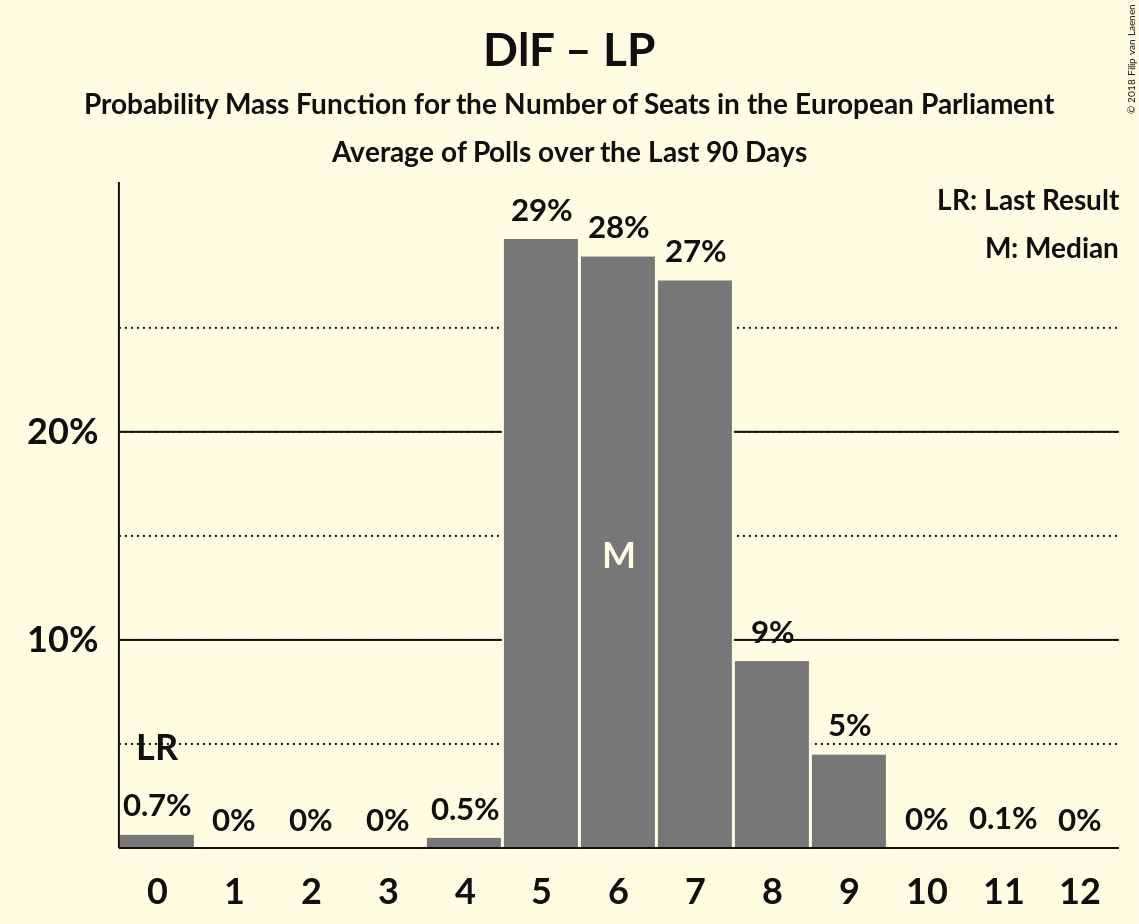 DlF – LP
Probability Mass Function for the Number of Seats in the European Parliament
Average of Polls over the Last 90 Days
© 2018 Filip van Laenen
LR: Last Result
M: Median
29%
28%
27%
20%
M
10%
9%
5%
LR
0.7%
0%
0%
0%
0.5%
0%
0.1%
0%
0 1 2 3 4 5 6 7 8 9 10 11 12